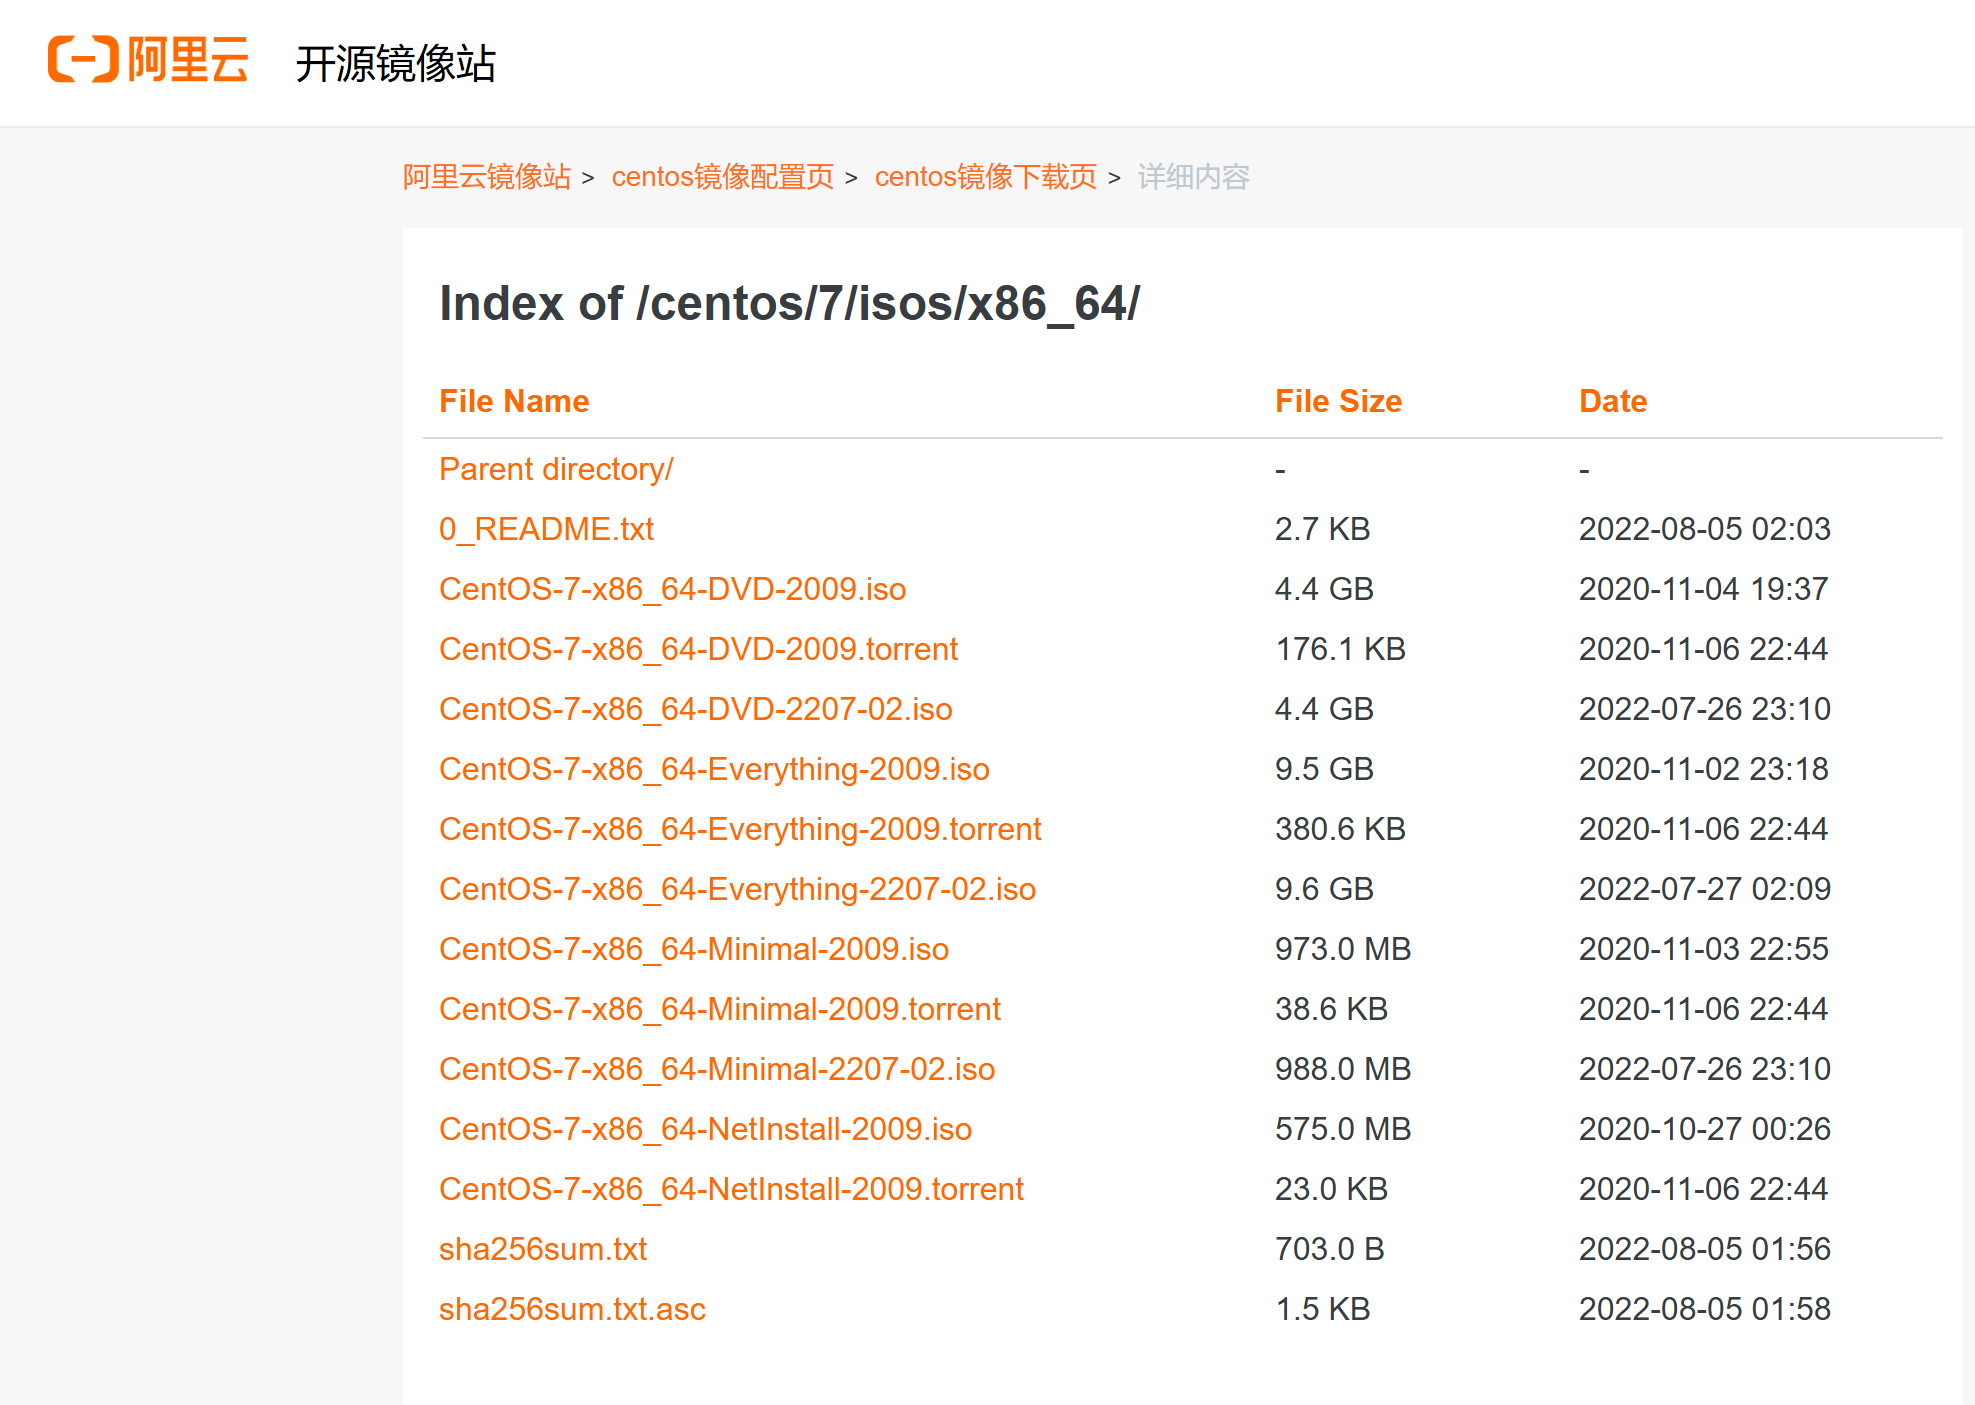 阿里云 开源镜像站
阿里云镜像站 > centos镜像配置页 > centos镜像下载页 > 详细内容
Index of /centos/7/isos/x86_64/
File Name File Size Date
Parent directory/ - -
0_README.txt 2.7 KB 2022-08-05 02:03
CentOS-7-x86_64-DVD-2009.iso 4.4 GB 2020-11-04 19:37
CentOS-7-x86_64-DVD-2009.torrent 176.1 KB 2020-11-06 22:44
CentOS-7-x86_64-DVD-2207-02.iso 4.4 GB 2022-07-26 23:10
CentOS-7-x86_64-Everything-2009.iso 9.5 GB 2020-11-02 23:18
CentOS-7-x86_64-Everything-2009.torrent 380.6 KB 2020-11-06 22:44
CentOS-7-x86_64-Everything-2207-02.iso 9.6 GB 2022-07-27 02:09
CentOS-7-x86_64-Minimal-2009.iso 973.0 MB 2020-11-03 22:55
CentOS-7-x86_64-Minimal-2009.torrent 38.6 KB 2020-11-06 22:44
CentOS-7-x86_64-Minimal-2207-02.iso 988.0 MB 2022-07-26 23:10
CentOS-7-x86_64-NetInstall-2009.iso 575.0 MB 2020-10-27 00:26
CentOS-7-x86_64-NetInstall-2009.torrent 23.0 KB 2020-11-06 22:44
sha256sum.txt 703.0 B 2022-08-05 01:56
sha256sum.txt.asc 1.5 KB 2022-08-05 01:58